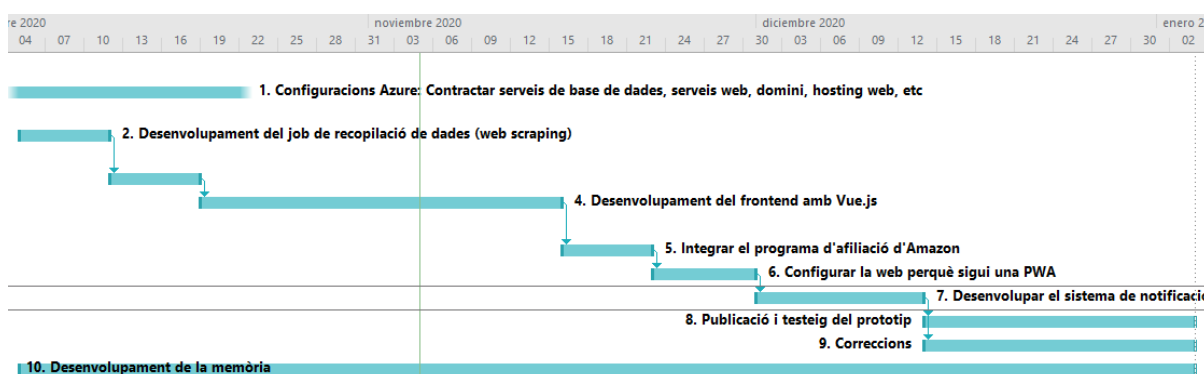 re 2020 noviembre 2020 diciembre 2020 enero 2
04 07 10 13 16 19 22 25 28 31 03 06 09 12 15 18 21 24 27 30 03 06 09 12 15 18 21 24 27 30 02
1. Configuracions Azure: Contractar serveis de base de dades, serveis web, domini, hosting web, etc
2. Desenvolupament del job de recopilació de dades (web scraping)
4. Desenvolupament del frontend amb Vue.js
5. Integrar el programa d'afiliació d'Amazon
6. Configurar la web perquè sigui una PWA
7. Desenvolupar el sistema de notificació
8. Publicació i testeig del prototip
9. Correccions
10. Desenvolupament de la memòria